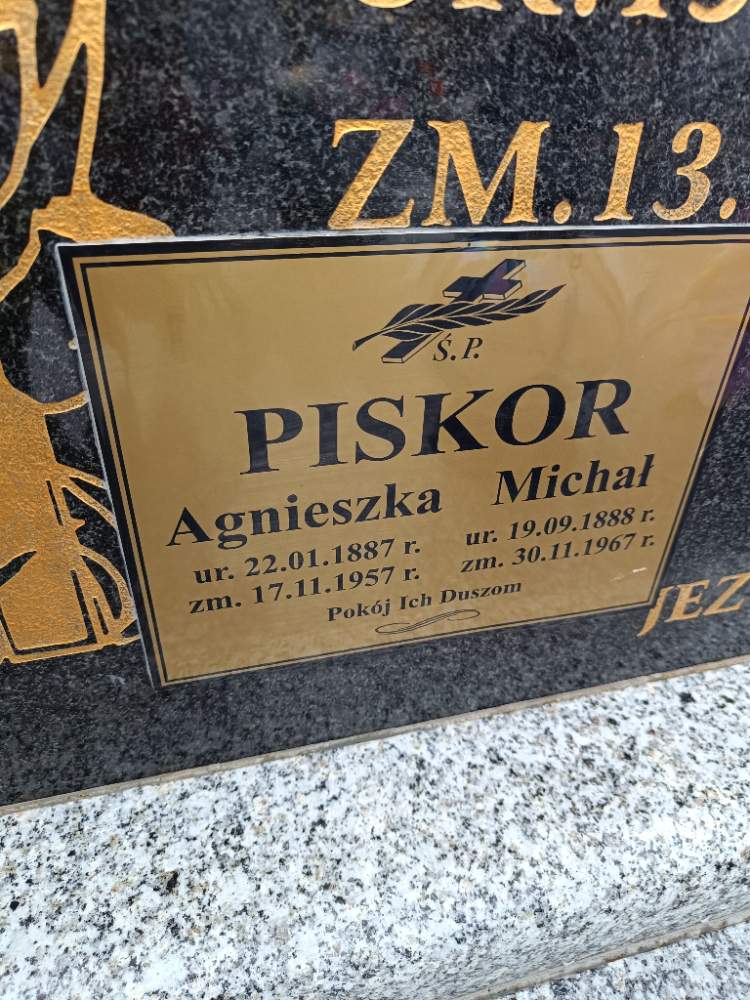 ZM. 13.
Ś.P.
PISKOR
Agnieszka Michał
ur. 22.01.1887 r. ur. 19.09.1888 r.
zm. 17.11.1957 r. zm. 30.11.1967 r.
Pokój Ich Duszom
JEZ